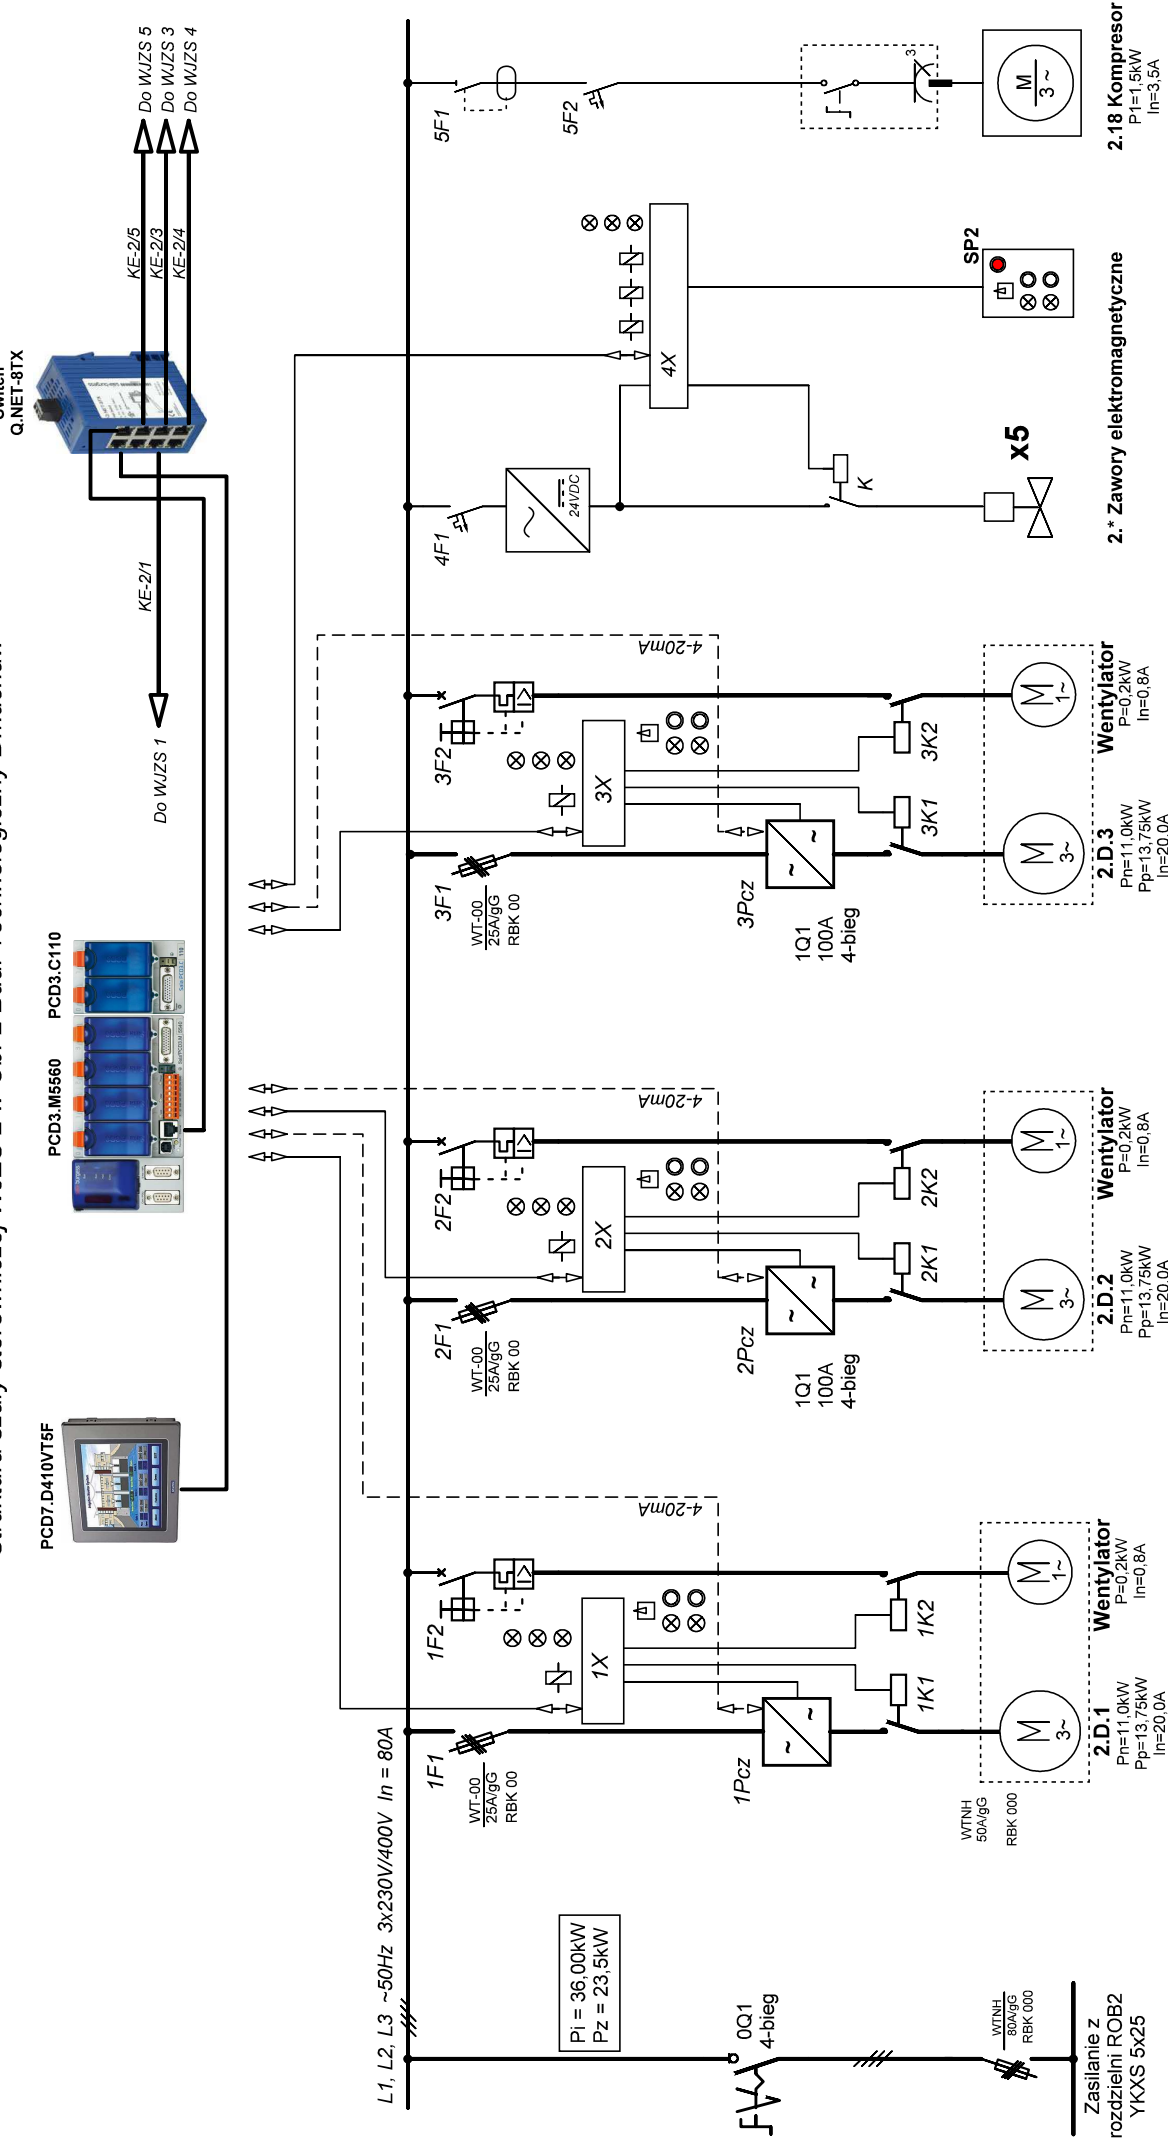 Q.NET-8TX
Do WJZS 5
Do WJZS 3
Do WJZS 4
KE-2/5
KE-2/3
KE-2/4
KE-2/1
Do WJZS 1
PCD3.C110
PCD3.M5560
PCD7.D410VT5F
L1, L2, L3 ~50Hz 3x230V/400V In = 80A
Pi = 36,00kW
Pz = 23,5kW
0Q1
4-bieg
WTNH
80A/gG
RBK 000
Zasilanie z
rozdzielni ROB2
YKXS 5x25
1F1
WT-00
25A/gG
RBK 00
1F2
1X
4-20mA
1Pcz
~
~
1K1
1K2
M
3~
M
1~
WTNH
50A/gG
RBK 000
2.D.1
Pn=11,0kW
Pp=13,75kW
In=20,0A
Wentylator
P=0,2kW
In=0,8A
2F1
WT-00
25A/gG
RBK 00
2F2
2X
4-20mA
2Pcz
~
~
1Q1
100A
4-bieg
2K1
2K2
M
3~
M
1~
2.D.2
Pn=11,0kW
Pp=13,75kW
In=20,0A
Wentylator
P=0,2kW
In=0,8A
3F1
WT-00
25A/gG
RBK 00
3F2
3X
4-20mA
3Pcz
~
~
1Q1
100A
4-bieg
3K1
3K2
M
3~
M
1~
2.D.3
Pn=11,0kW
Pp=13,75kW
In=20,0A
Wentylator
P=0,2kW
In=0,8A
4F1
~
24VDC
4X
K
x5
SP2
2.* Zawory elektromagnetyczne
5F1
5F2
3
M
3 ~
2.18 Kompresor
P1=1,5kW
In=3,5A